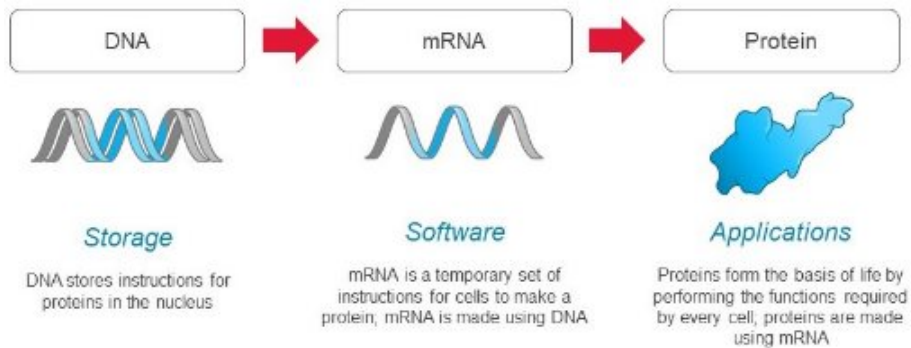 DNA
mRNA
Protein
Storage
Software
Applications
DNA stores instructions for
proteins in the nucleus
mRNA is a temporary set of
instructions for cells to make a
protein; mRNA is made using DNA
Proteins form the basis of life by
performing the functions required
by every cell; proteins are made
using mRNA